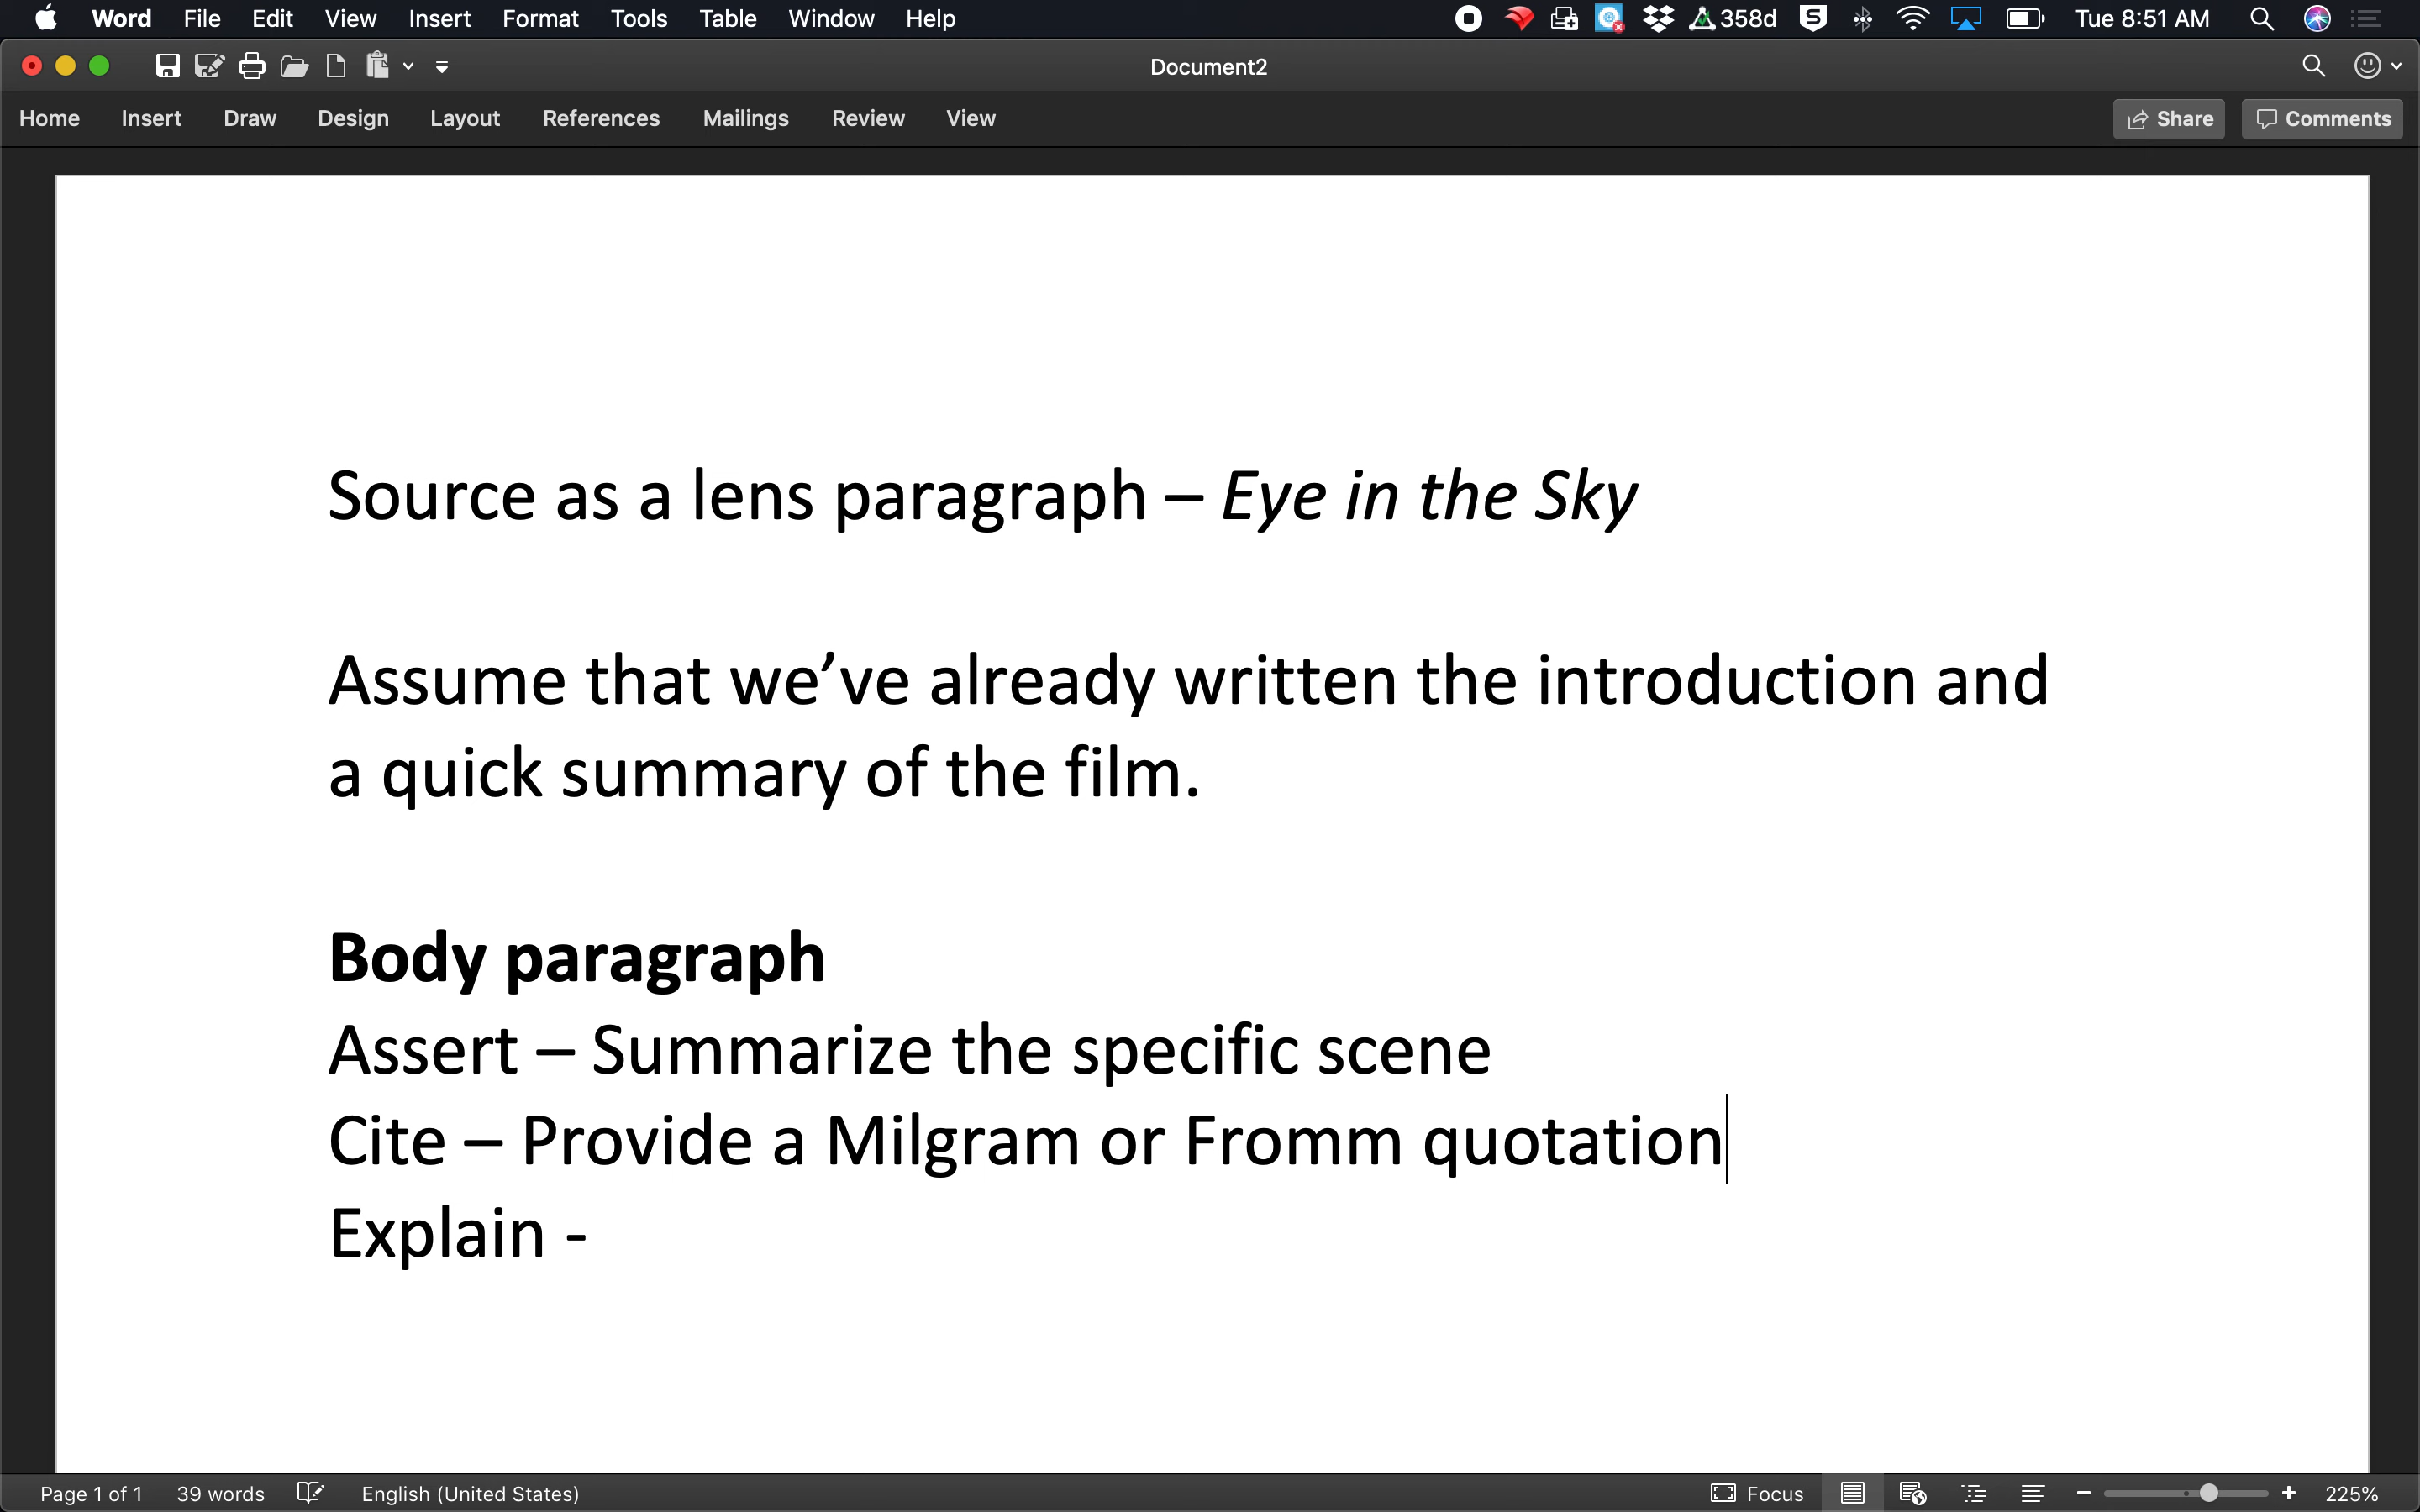 Word File Edit View Insert Format Tools Table Window Help 358d Tue 8:51 AM
Document2
Home Insert Draw Design Layout References Mailings Review View Share Comments
Source as a lens paragraph – Eye in the Sky
Assume that we’ve already written the introduction and
a quick summary of the film.
Body paragraph
Assert – Summarize the specific scene
Cite – Provide a Milgram or Fromm quotation
Explain -
Page 1 of 1 39 words English (United States) Focus 225%